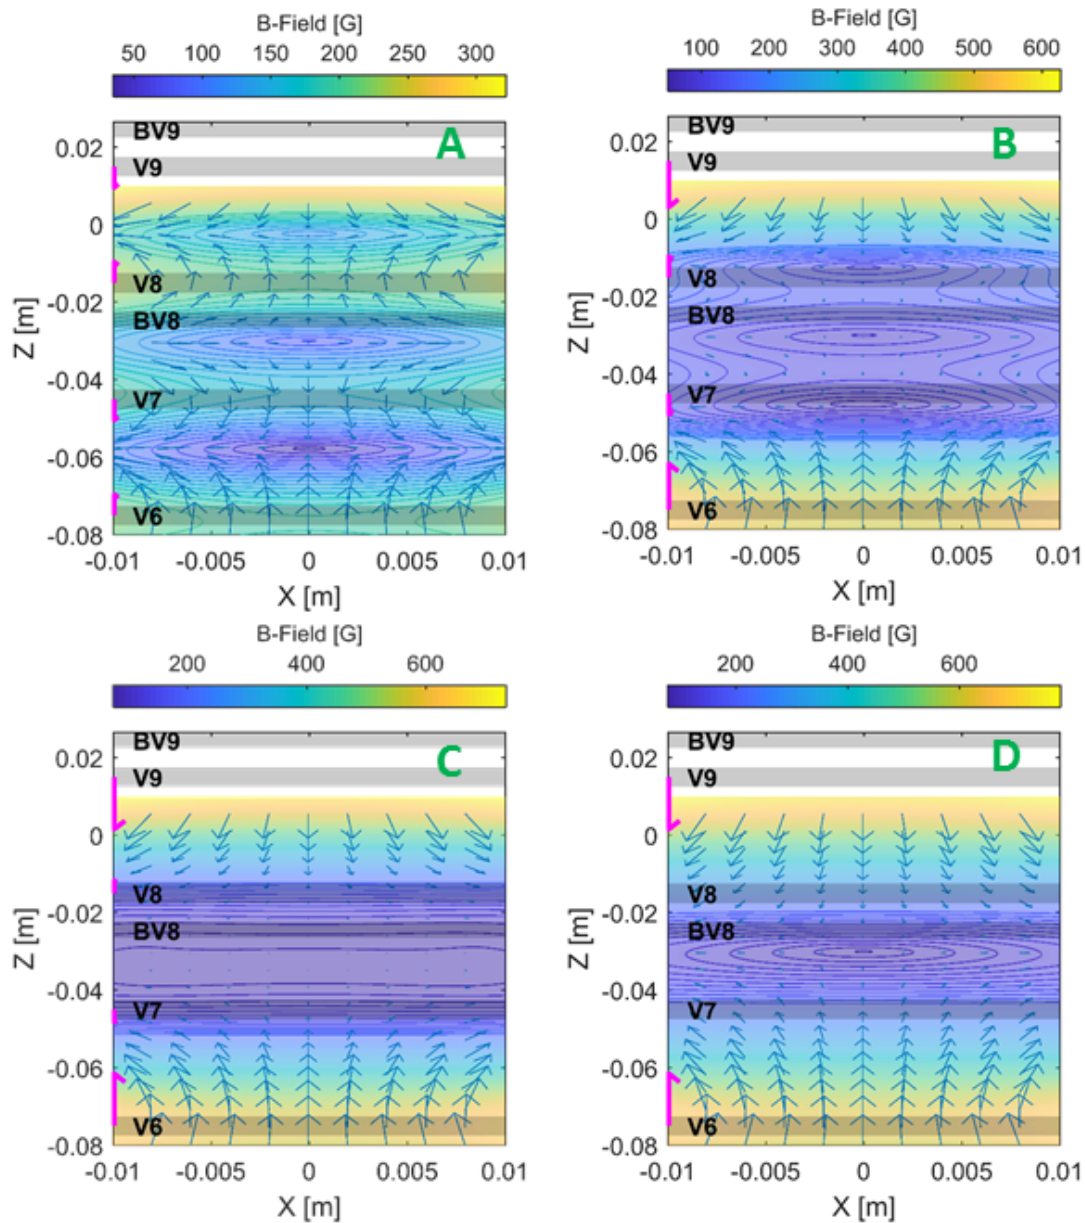 B-Field [G]
50 100 150 200 250 300
BV9
A
0.02
V9
0
V8
-0.02
BV8
Z [m]
-0.04
V7
-0.06
V6
-0.08
-0.01 -0.005 0 0.005 0.01
X [m]
B-Field [G]
100 200 300 400 500 600
BV9
B
0.02
V9
0
V8
-0.02
BV8
Z [m]
-0.04
V7
-0.06
V6
-0.08
-0.01 -0.005 0 0.005 0.01
X [m]
B-Field [G]
200 400 600
BV9
C
0.02
V9
0
V8
-0.02
BV8
Z [m]
-0.04
V7
-0.06
V6
-0.08
-0.01 -0.005 0 0.005 0.01
X [m]
B-Field [G]
200 400 600
BV9
D
0.02
V9
0
V8
-0.02
BV8
Z [m]
-0.04
V7
-0.06
V6
-0.08
-0.01 -0.005 0 0.005 0.01
X [m]